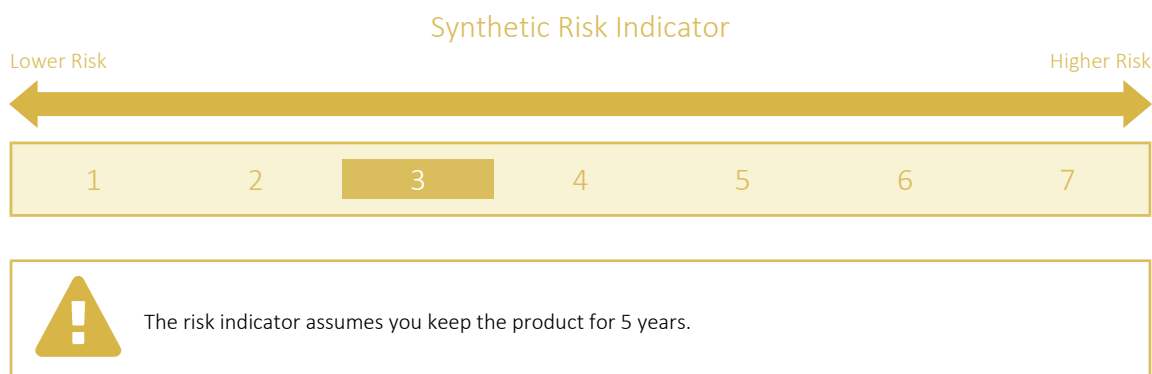 Synthetic Risk Indicator
Lower Risk Higher Risk
1 2 3 4 5 6 7
The risk indicator assumes you keep the product for 5 years.